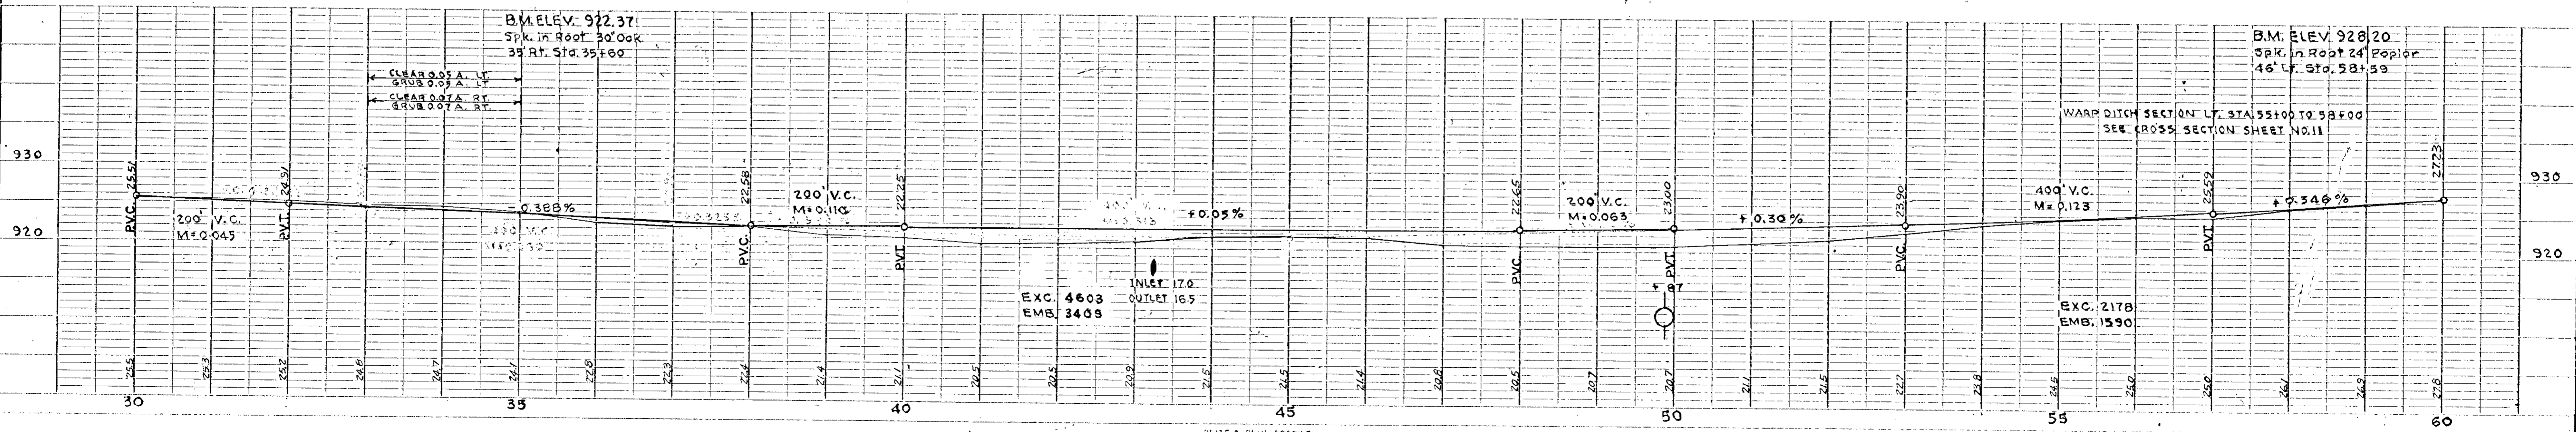 B.M. ELEV. 922.37
Spk. in Root 30" Oak
35' Rt. Sta. 35+60
CLEAR 0.05 A. LT.
GRUB 0.05 A. LT.
CLEAR 0.07 A. RT.
GRUB 0.07 A. RT.
B.M. ELEV. 928.20
Spk. in Root 24" Poplar
46' Lt. Sta. 58+59
WARP DITCH SECTION LT. STA. 55+00 TO 58+00
SEE CROSS SECTION SHEET NO. 11
930
930
920
920
P.V.C. 25.51
200' V.C.
M=0.045
P.V.T. 24.91
-0.388%
P.V.C. 22.58
200' V.C.
M=0.110
P.V.T. 22.25
+0.05%
P.V.C. 22.65
200' V.C.
M=0.063
P.V.T. 23.00
+0.30%
P.V.C. 23.90
400' V.C.
M=0.123
P.V.T. 25.59
+0.546%
27.23
INLET 17.0
OUTLET 16.5
EXC. 4603
EMB. 3409
+87
EXC. 2178
EMB. 1590
25.5 25.3 25.2 24.8 24.7 24.1 22.8 22.3 22.4 21.4 21.1 20.5 20.5 20.9 21.5 21.5 21.4 20.8 20.5 20.7 20.7 21.1 21.5 22.7 23.8 24.6 25.0 25.0 26.1 26.9 27.8
30 35 40 45 50 55 60